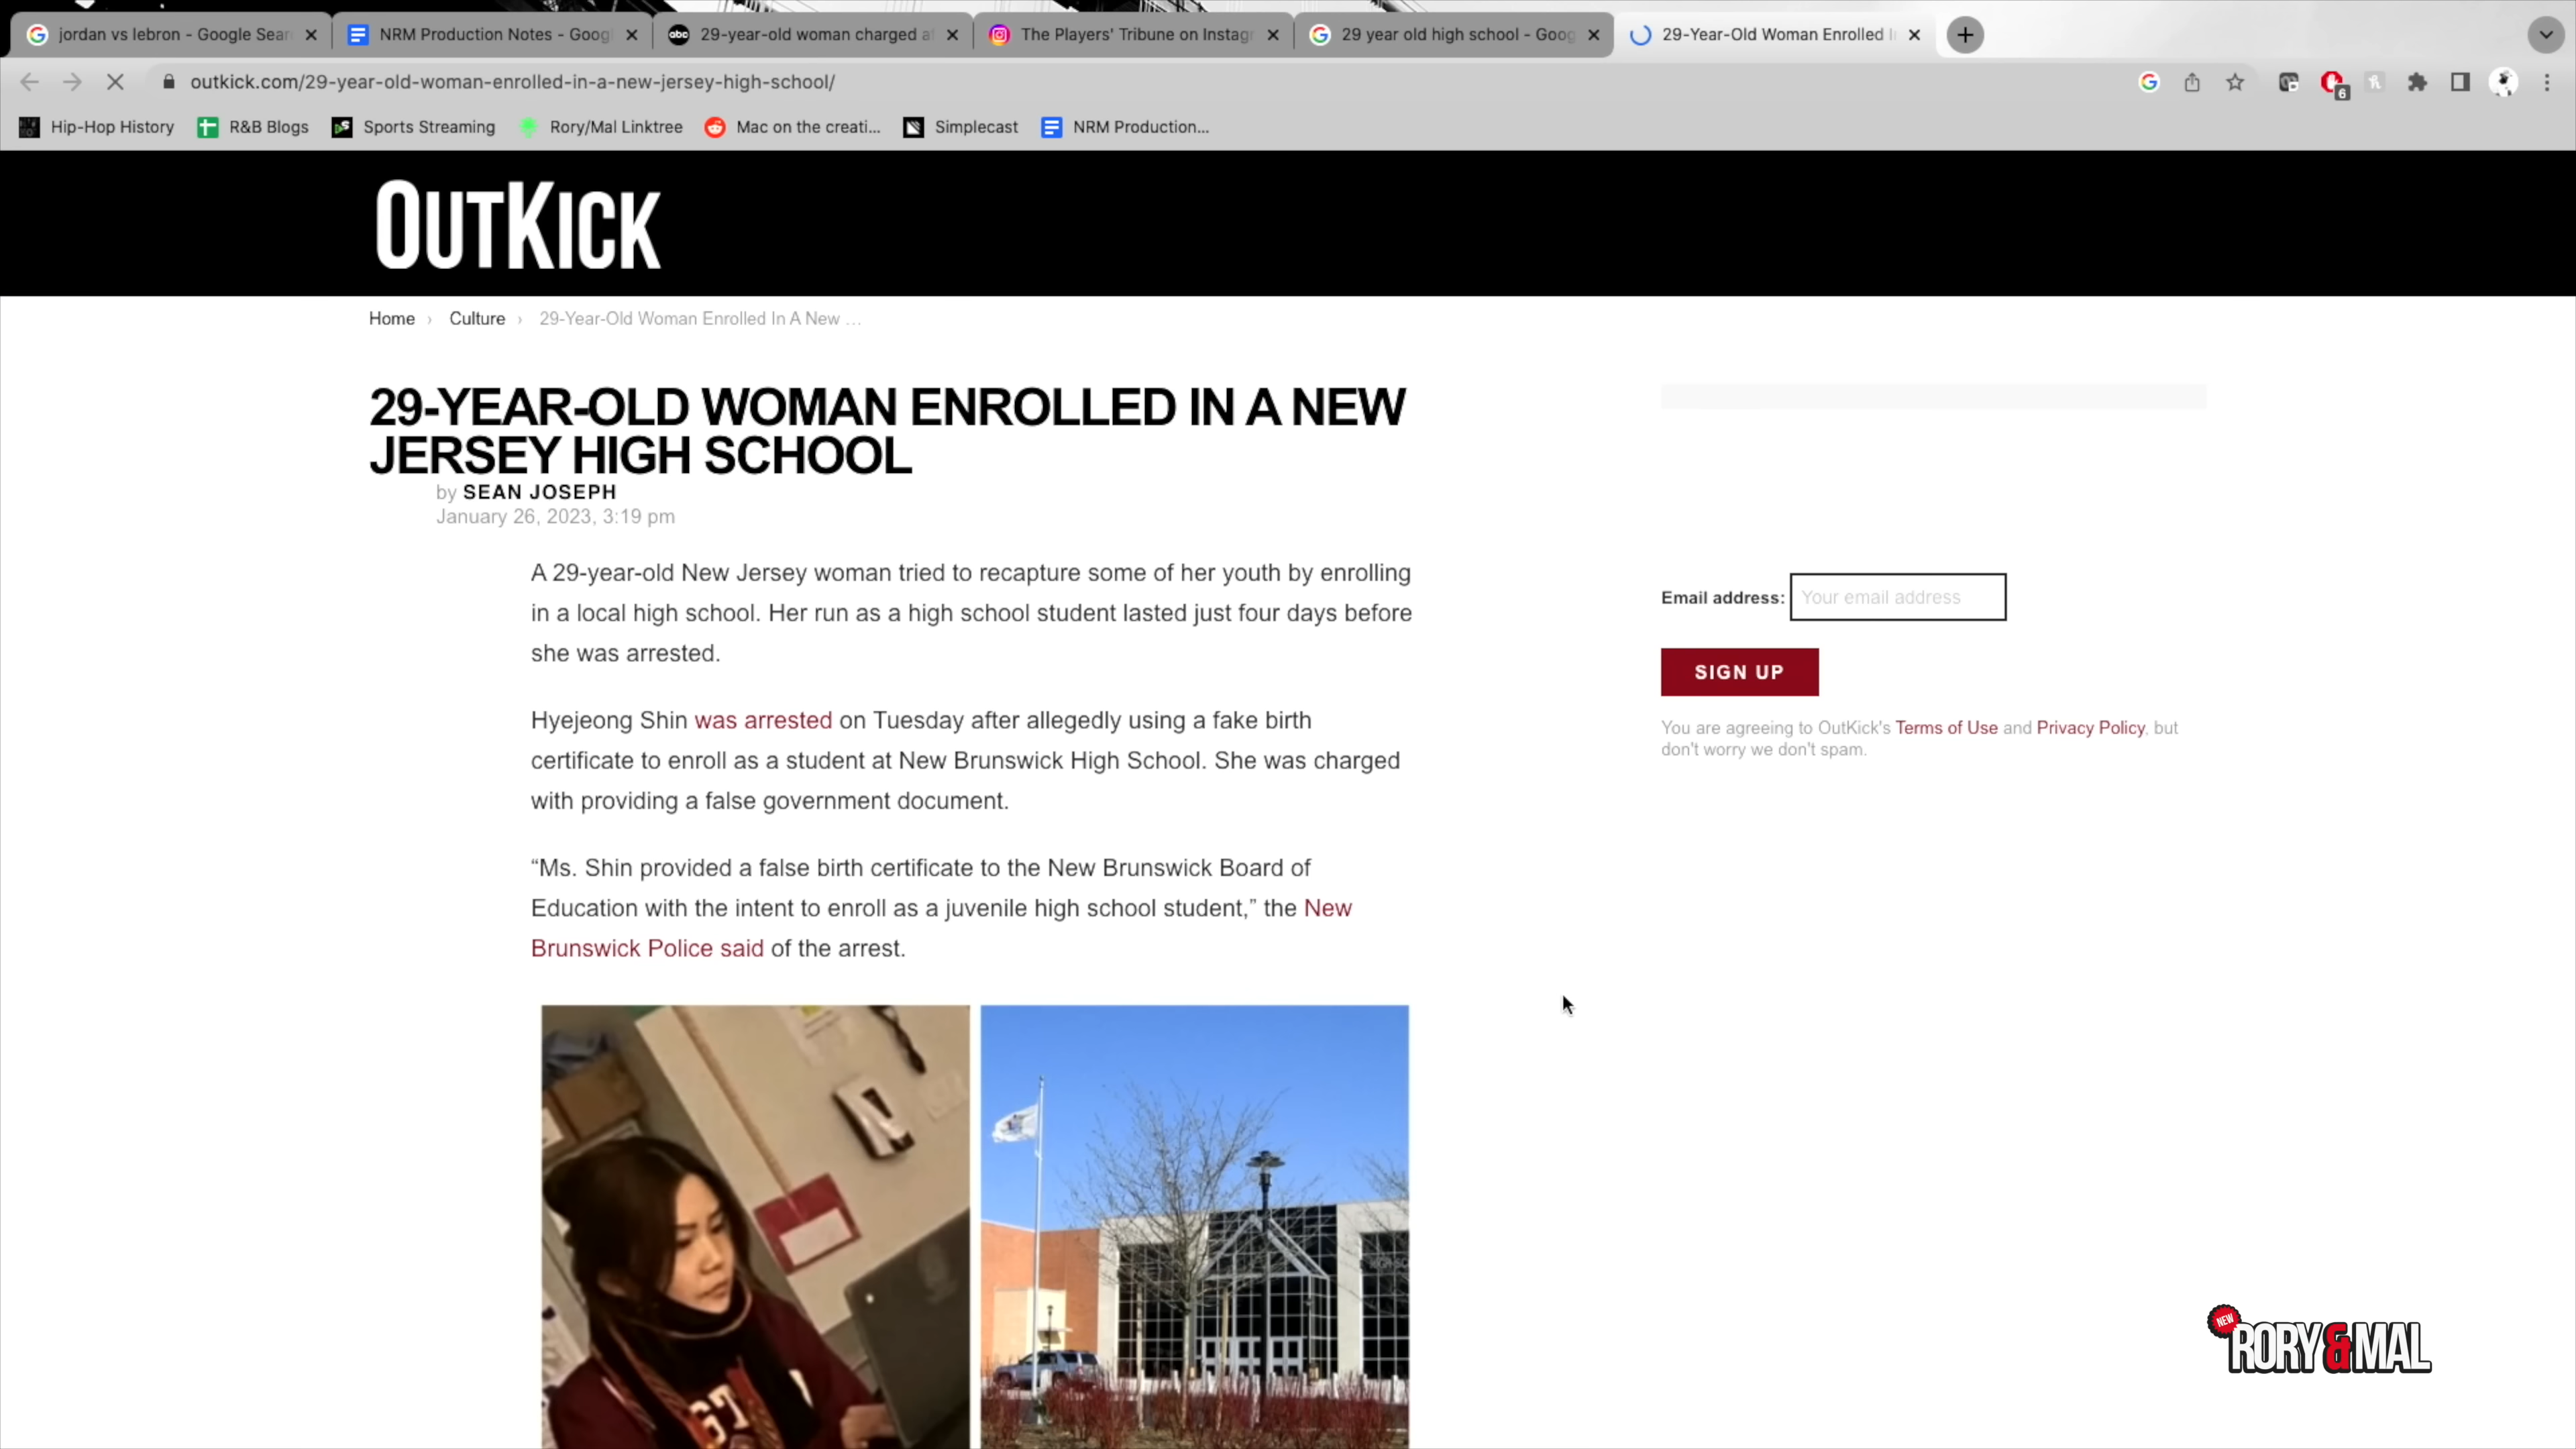 jordan vs lebron - Google Sear
NRM Production Notes - Goog
abc
29-year-old woman charged a
The Players' Tribune on Instag
29 year old high school - Goog
29-Year-Old Woman Enrolled I
outkick.com/29-year-old-woman-enrolled-in-a-new-jersey-high-school/
6
Hip-Hop History
R&B Blogs
Sports Streaming
Rory/Mal Linktree
Mac on the creati...
Simplecast
NRM Production...
OUTKICK
Home › Culture › 29-Year-Old Woman Enrolled In A New …
29-YEAR-OLD WOMAN ENROLLED IN A NEW
JERSEY HIGH SCHOOL
by SEAN JOSEPH
January 26, 2023, 3:19 pm
A 29-year-old New Jersey woman tried to recapture some of her youth by enrolling
in a local high school. Her run as a high school student lasted just four days before
she was arrested.
Hyejeong Shin was arrested on Tuesday after allegedly using a fake birth
certificate to enroll as a student at New Brunswick High School. She was charged
with providing a false government document.
“Ms. Shin provided a false birth certificate to the New Brunswick Board of
Education with the intent to enroll as a juvenile high school student,” the New
Brunswick Police said of the arrest.
Email address: Your email address
SIGN UP
You are agreeing to OutKick's Terms of Use and Privacy Policy, but
don't worry we don't spam.
NEW
RORY&MAL